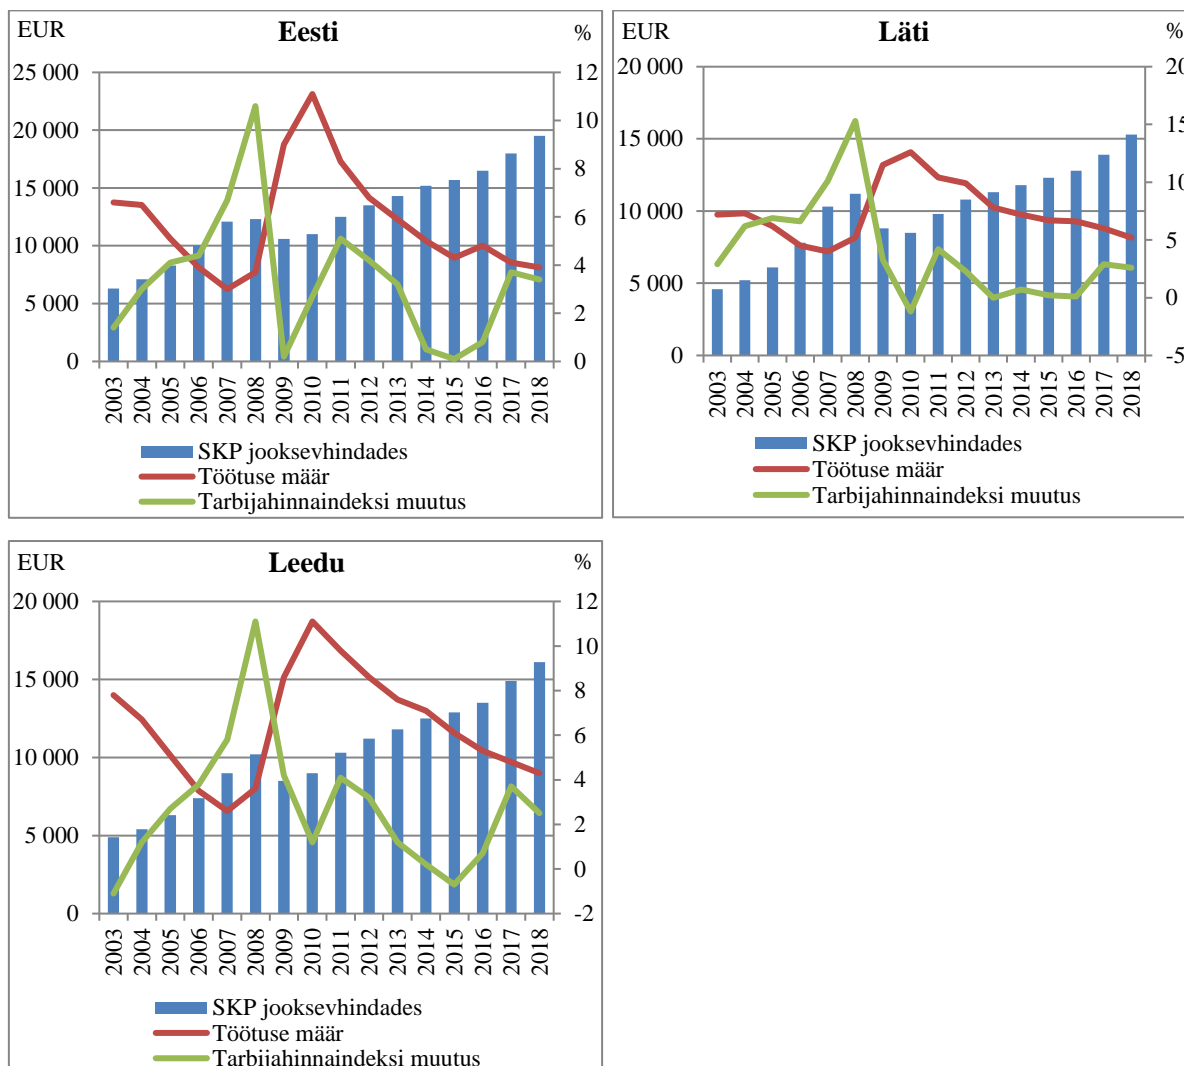 EUR Eesti %
25 000 12
20 000 10
15 000 8
10 000 6
5 000 4
0 2
0
2003 2004 2005 2006 2007 2008 2009 2010 2011 2012 2013 2014 2015 2016 2017 2018
SKP jooksevhindades
Töötuse määr
Tarbijahinnaindeksi muutus
EUR Läti %
20 000 20
15 000 15
10 000 10
5 000 5
0 0
-5
2003 2004 2005 2006 2007 2008 2009 2010 2011 2012 2013 2014 2015 2016 2017 2018
SKP jooksevhindades
Töötuse määr
Tarbijahinnaindeksi muutus
EUR Leedu %
20 000 12
15 000 10
10 000 8
5 000 6
0 4
2
0
-2
2003 2004 2005 2006 2007 2008 2009 2010 2011 2012 2013 2014 2015 2016 2017 2018
SKP jooksevhindades
Töötuse määr
Tarbijahinnaindeksi muutus